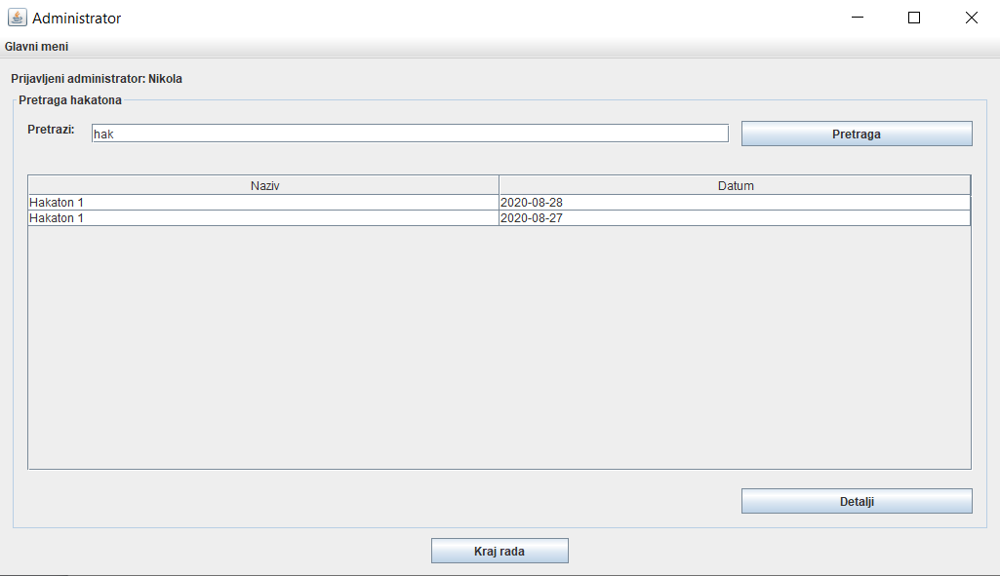 Administrator
Glavni meni
Prijavljeni administrator: Nikola
Pretraga hakatona
Pretrazi: hak Pretraga
Naziv Datum
Hakaton 1 2020-08-28
Hakaton 1 2020-08-27
Detalji
Kraj rada